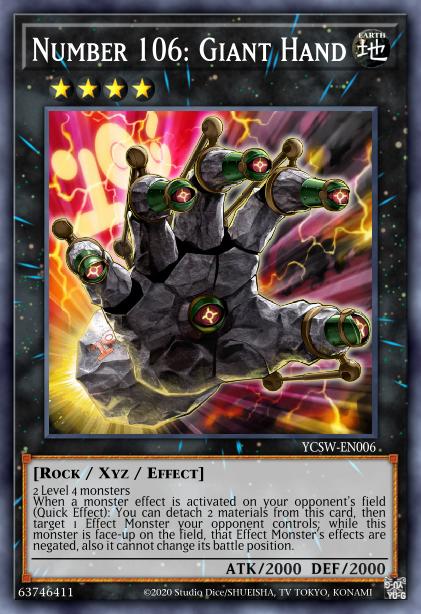 NUMBER 106: GIANT HAND
EARTH
地
106
YCSW-EN006
[ROCK / XYZ / EFFECT]
2 Level 4 monsters
When a monster effect is activated on your opponent's field
(Quick Effect): You can detach 2 materials from this card, then
target 1 Effect Monster your opponent controls; while this
monster is face-up on the field, that Effect Monster's effects are
negated, also it cannot change its battle position.
ATK/2000 DEF/2000
63746411
©2020 Studio Dice/SHUEISHA, TV TOKYO, KONAMI